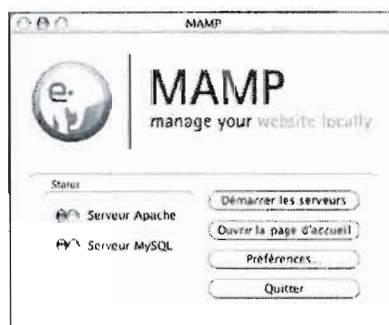 MAMP
e.
MAMP
manage your website locally
Status
Serveur Apache
Serveur MySQL
Démarrer les serveurs
Ouvrir la page d'accueil
Préférences...
Quitter